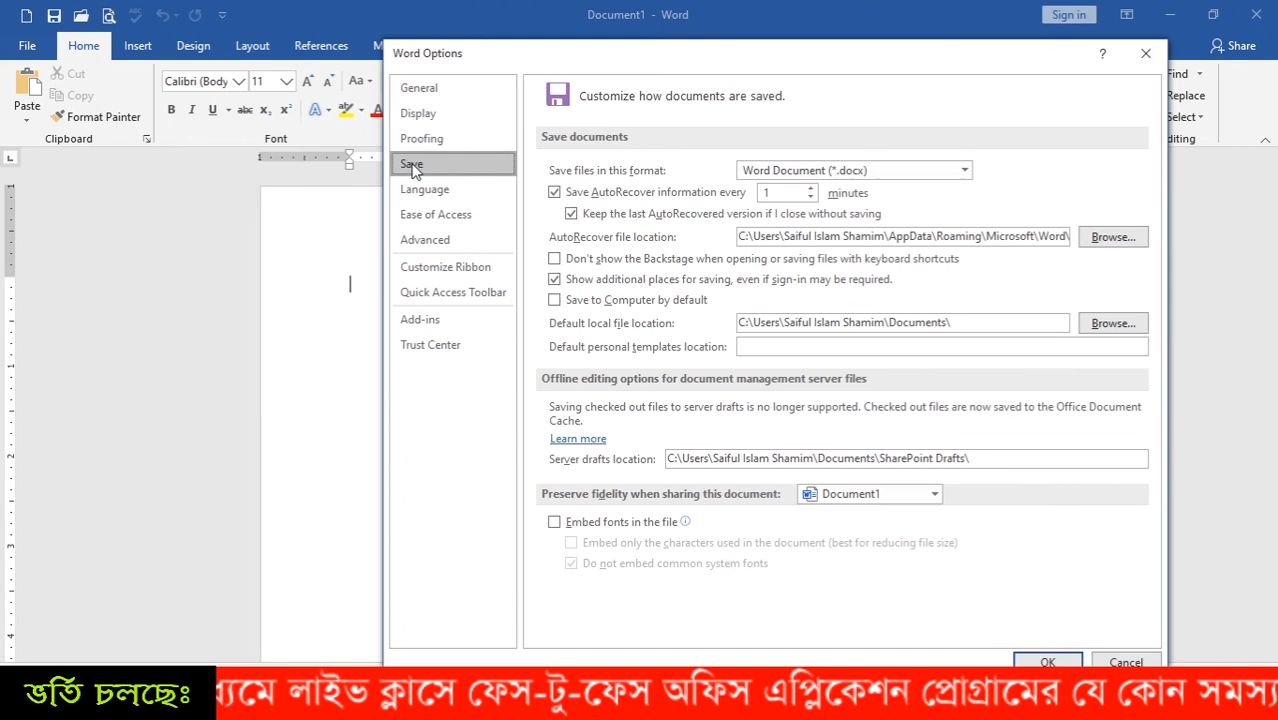 Document1 - Word
Sign in
File Home Insert Design Layout References
Share
Cut
Copy
Format Painter
Paste
Clipboard
Calibri (Body 11
Aa
B I U abc x₂ x²
Font
Find
Replace
Select
Editing
Word Options
General
Display
Proofing
Save
Language
Ease of Access
Advanced
Customize Ribbon
Quick Access Toolbar
Add-ins
Trust Center
Customize how documents are saved.
Save documents
Save files in this format: Word Document (*.docx)
Save AutoRecover information every 1 minutes
Keep the last AutoRecovered version if I close without saving
AutoRecover file location: C:\Users\Saiful Islam Shamim\AppData\Roaming\Microsoft\Word\ Browse...
Don't show the Backstage when opening or saving files with keyboard shortcuts
Show additional places for saving, even if sign-in may be required.
Save to Computer by default
Default local file location: C:\Users\Saiful Islam Shamim\Documents\ Browse...
Default personal templates location:
Offline editing options for document management server files
Saving checked out files to server drafts is no longer supported. Checked out files are now saved to the Office Document
Cache.
Learn more
Server drafts location: C:\Users\Saiful Islam Shamim\Documents\SharePoint Drafts\
Preserve fidelity when sharing this document: Document1
Embed fonts in the file
Embed only the characters used in the document (best for reducing file size)
Do not embed common system fonts
OK Cancel
ভর্তি চলছেঃ ধ্যমে লাইভ ক্লাসে ফেস-টু-ফেস অফিস এপ্লিকেশন প্রোগ্রামের যে কোন সমস্য